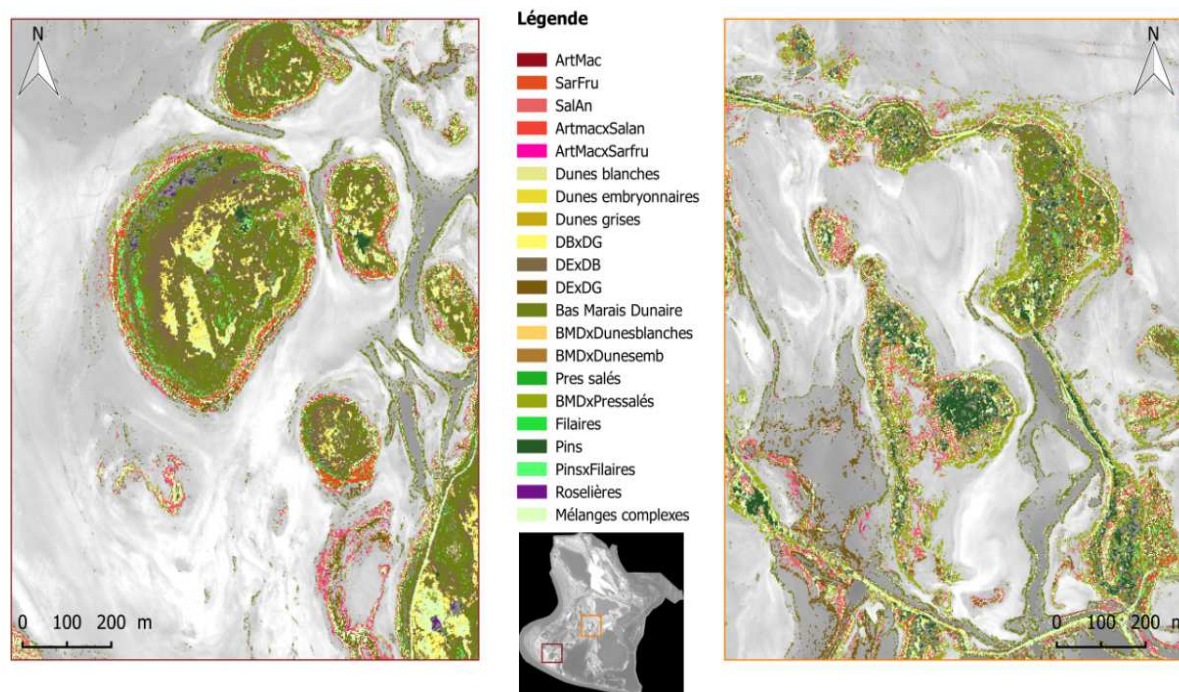 N
0 100 200 m
Légende
ArtMac
SarFru
SalAn
ArtmacxSalan
ArtMacxSarfru
Dunes blanches
Dunes embryonnaires
Dunes grises
DBxDG
DExDB
DExDG
Bas Marais Dunaire
BMDxDunesblanches
BMDxDunesemb
Pres salés
BMDxPressalés
Filaires
Pins
PinsxFilaires
Roselières
Mélanges complexes
N
0 100 200 m